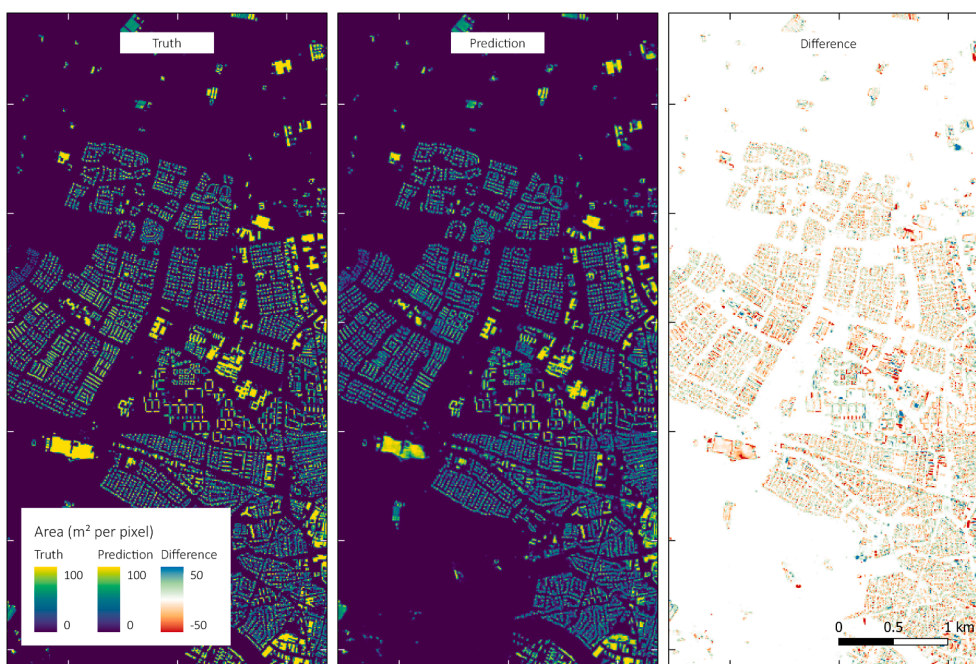 Truth
Prediction
Difference
Area (m² per pixel)
Truth Prediction Difference
100 100 50
0 0 -50
0 0.5 1 km